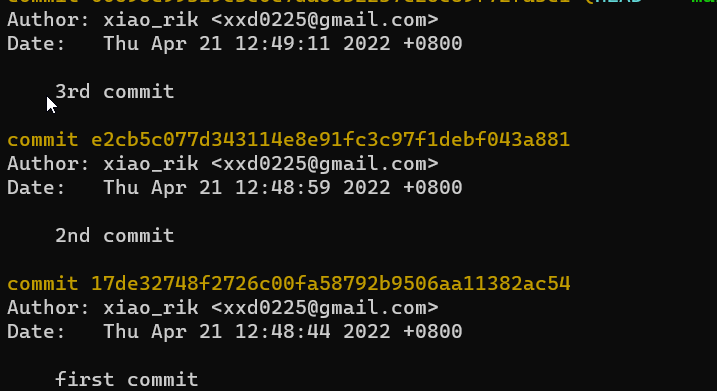 commit
Author: xiao_rik <xxd0225@gmail.com>
Date:   Thu Apr 21 12:49:11 2022 +0800
3rd commit
commit e2cb5c077d343114e8e91fc3c97f1debf043a881
Author: xiao_rik <xxd0225@gmail.com>
Date:   Thu Apr 21 12:48:59 2022 +0800
2nd commit
commit 17de32748f2726c00fa58792b9506aa11382ac54
Author: xiao_rik <xxd0225@gmail.com>
Date:   Thu Apr 21 12:48:44 2022 +0800
first commit